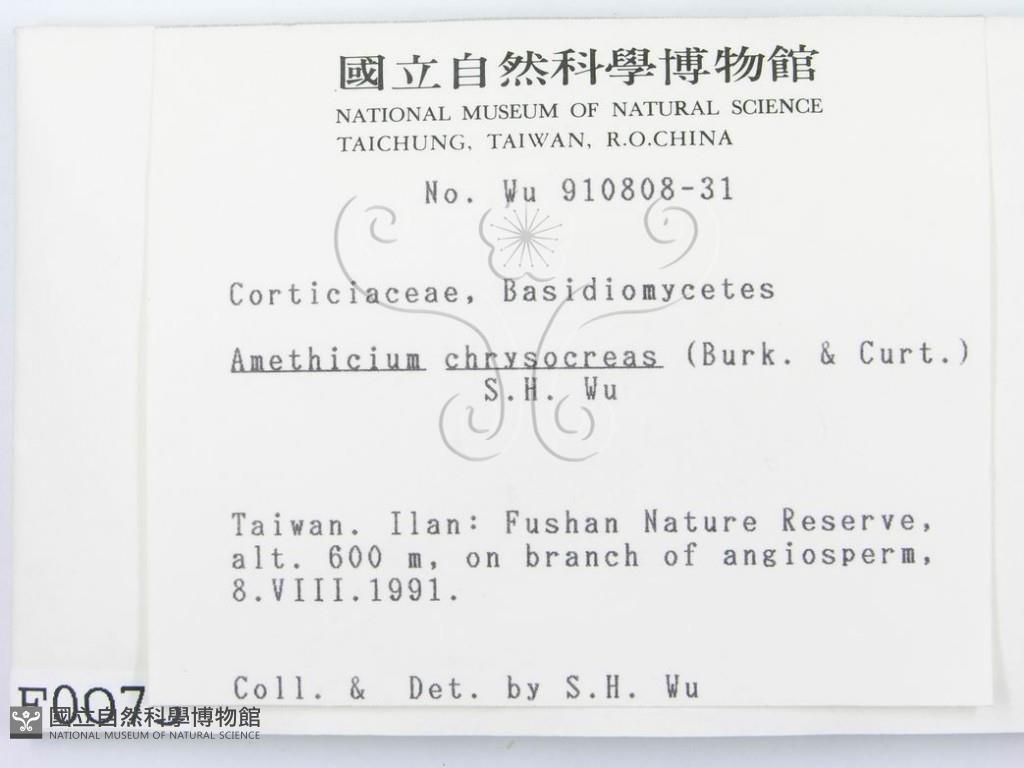 國立自然科學博物館
NATIONAL MUSEUM OF NATURAL SCIENCE
TAICHUNG, TAIWAN, R.O.CHINA
No. Wu 910808-31
Corticiaceae, Basidiomycetes
Amethicium chrysocreas (Burk. & Curt.)
S.H. Wu
Taiwan. Ilan: Fushan Nature Reserve,
alt. 600 m, on branch of angiosperm,
8.VIII.1991.
Coll. & Det. by S.H. Wu
國立自然科學博物館
NATIONAL MUSEUM OF NATURAL SCIENCE